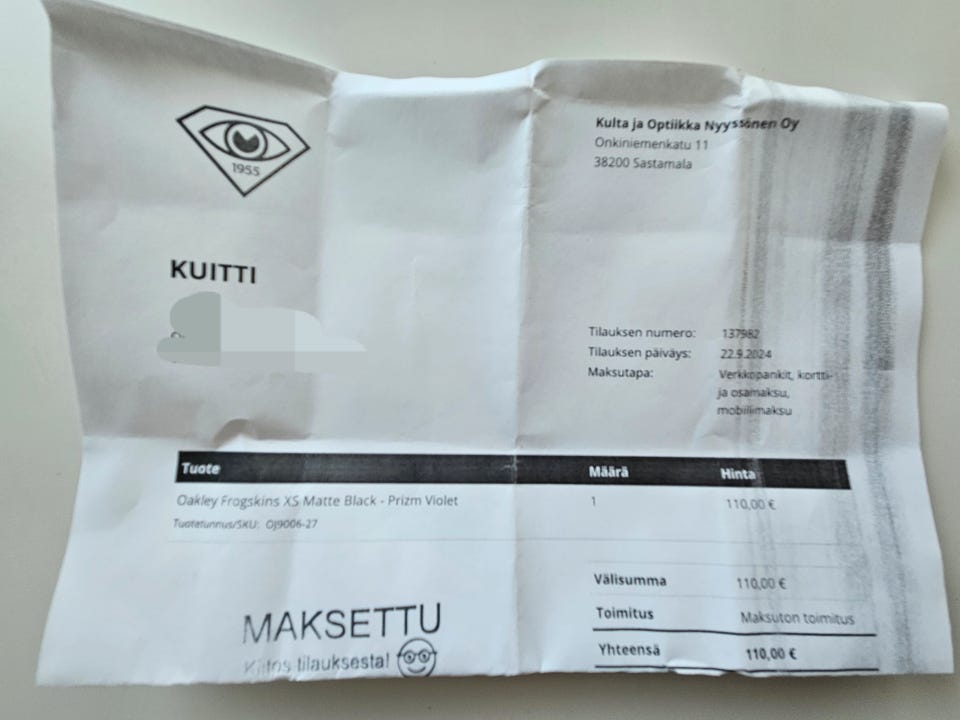 1955
Kulta ja Optiikka Nyyssönen Oy
Onkiniemenkatu 11
38200 Sastamala
KUITTI
Tilauksen numero: 137982
Tilauksen päiväys: 22.9.2024
Maksutapa: Verkkopankit, kortti-
ja osamaksu,
mobiilimaksu
Tuote Määrä Hinta
Oakley Frogskins XS Matte Black - Prizm Violet 1 110,00 €
Tuotetunnus/SKU: OJ9006-27
Välisumma 110,00 €
Toimitus Maksuton toimitus
Yhteensä 110,00 €
MAKSETTU
Kiitos tilauksesta!